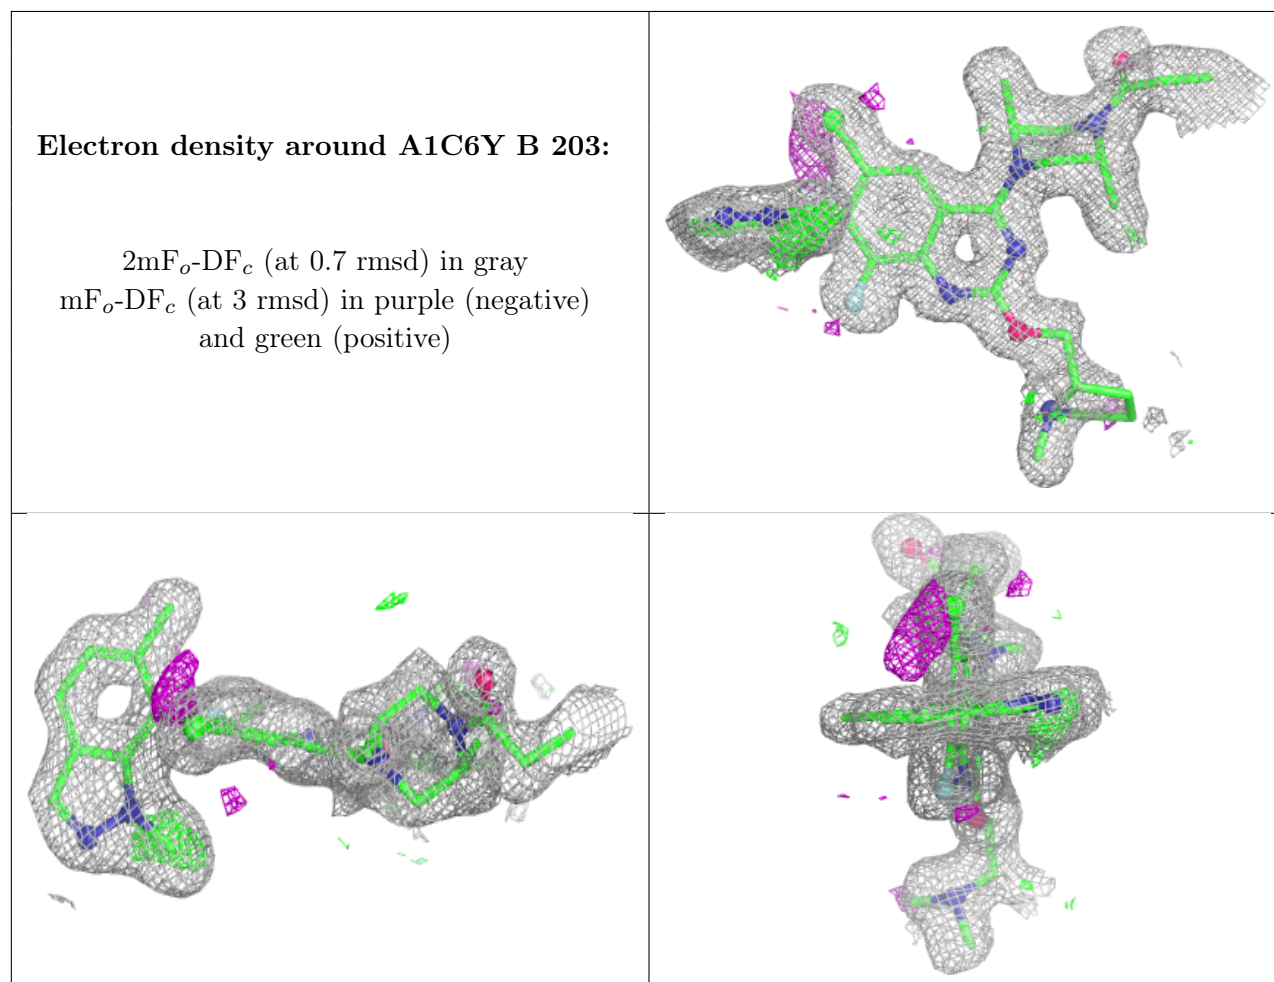 Electron density around A1C6Y B 203:
2mFo-DFc (at 0.7 rmsd) in gray
mFo-DFc (at 3 rmsd) in purple (negative)
and green (positive)